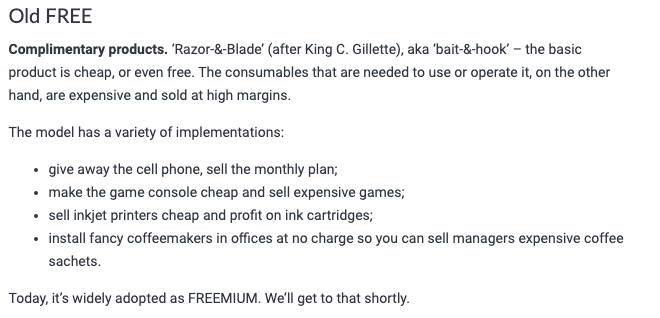 Old FREE
Complimentary products. ‘Razor-&-Blade’ (after King C. Gillette), aka ‘bait-&-hook’ – the basic
product is cheap, or even free. The consumables that are needed to use or operate it, on the other
hand, are expensive and sold at high margins.
The model has a variety of implementations:
• give away the cell phone, sell the monthly plan;
• make the game console cheap and sell expensive games;
• sell inkjet printers cheap and profit on ink cartridges;
• install fancy coffeemakers in offices at no charge so you can sell managers expensive coffee
sachets.
Today, it’s widely adopted as FREEMIUM. We’ll get to that shortly.